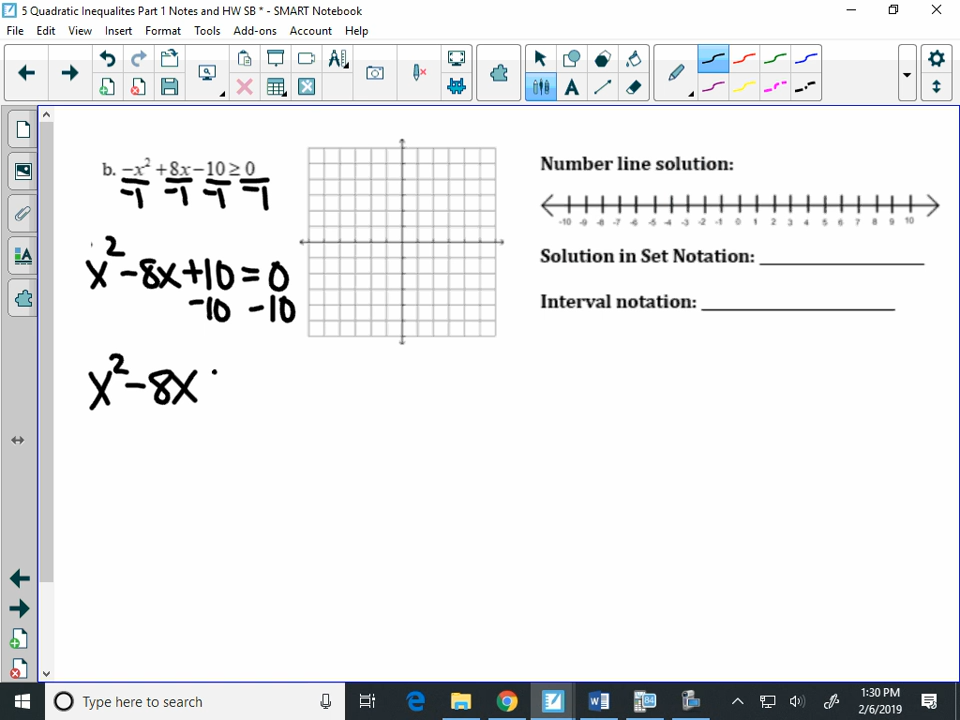 5 Quadratic Inequalites Part 1 Notes and HW SB * - SMART Notebook
File Edit View Insert Format Tools Add-ons Account Help
b. −x² + 8x − 10 ≥ 0
−1 −1 −1 −1
x² − 8x + 10 = 0
−10 −10
x² − 8x
Number line solution:
-10 -9 -8 -7 -6 -5 -4 -3 -2 -1 0 1 2 3 4 5 6 7 8 9 10
Solution in Set Notation: ____________________
Interval notation: ________________________
Type here to search
1:30 PM
2/6/2019